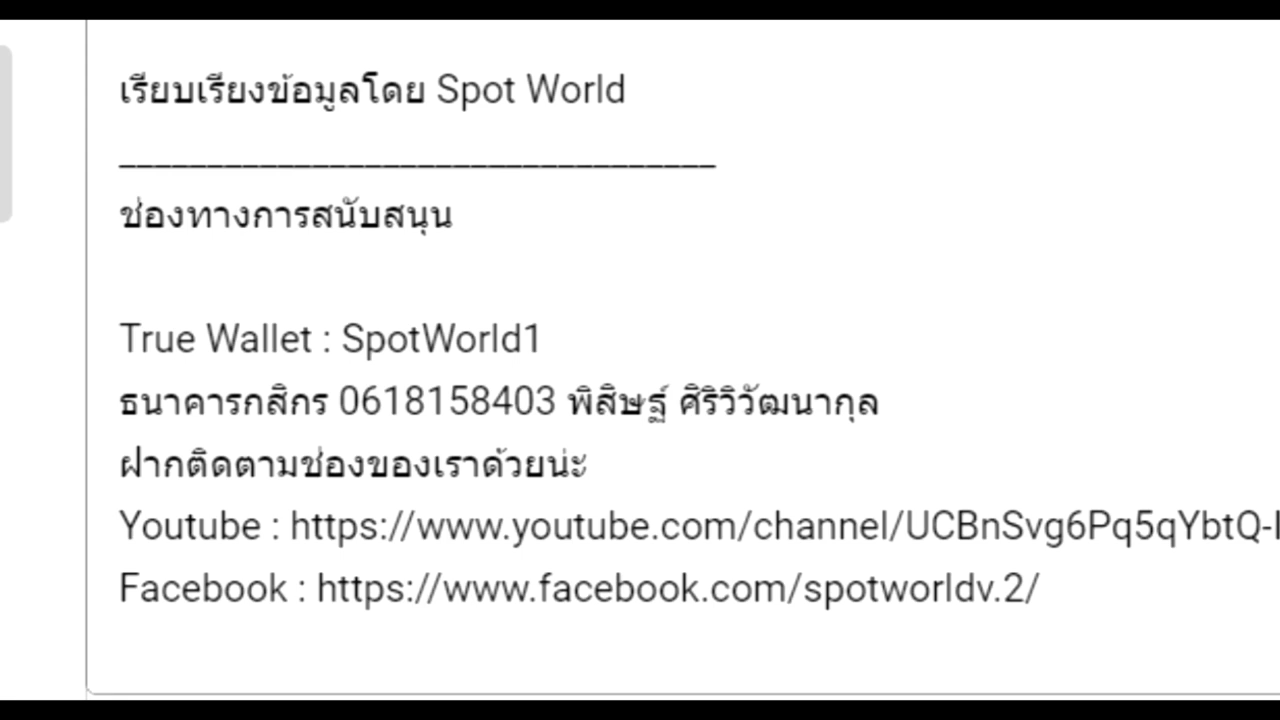 เรียบเรียงข้อมูลโดย Spot World
__________________________________
ช่องทางการสนับสนุน
True Wallet : SpotWorld1
ธนาคารกสิกร 0618158403 พิสิษฐ์ ศิริวิวัฒนากุล
ฝากติดตามช่องของเราด้วยน่ะ
Youtube : https://www.youtube.com/channel/UCBnSvg6Pq5qYbtQ-
Facebook : https://www.facebook.com/spotworldv.2/